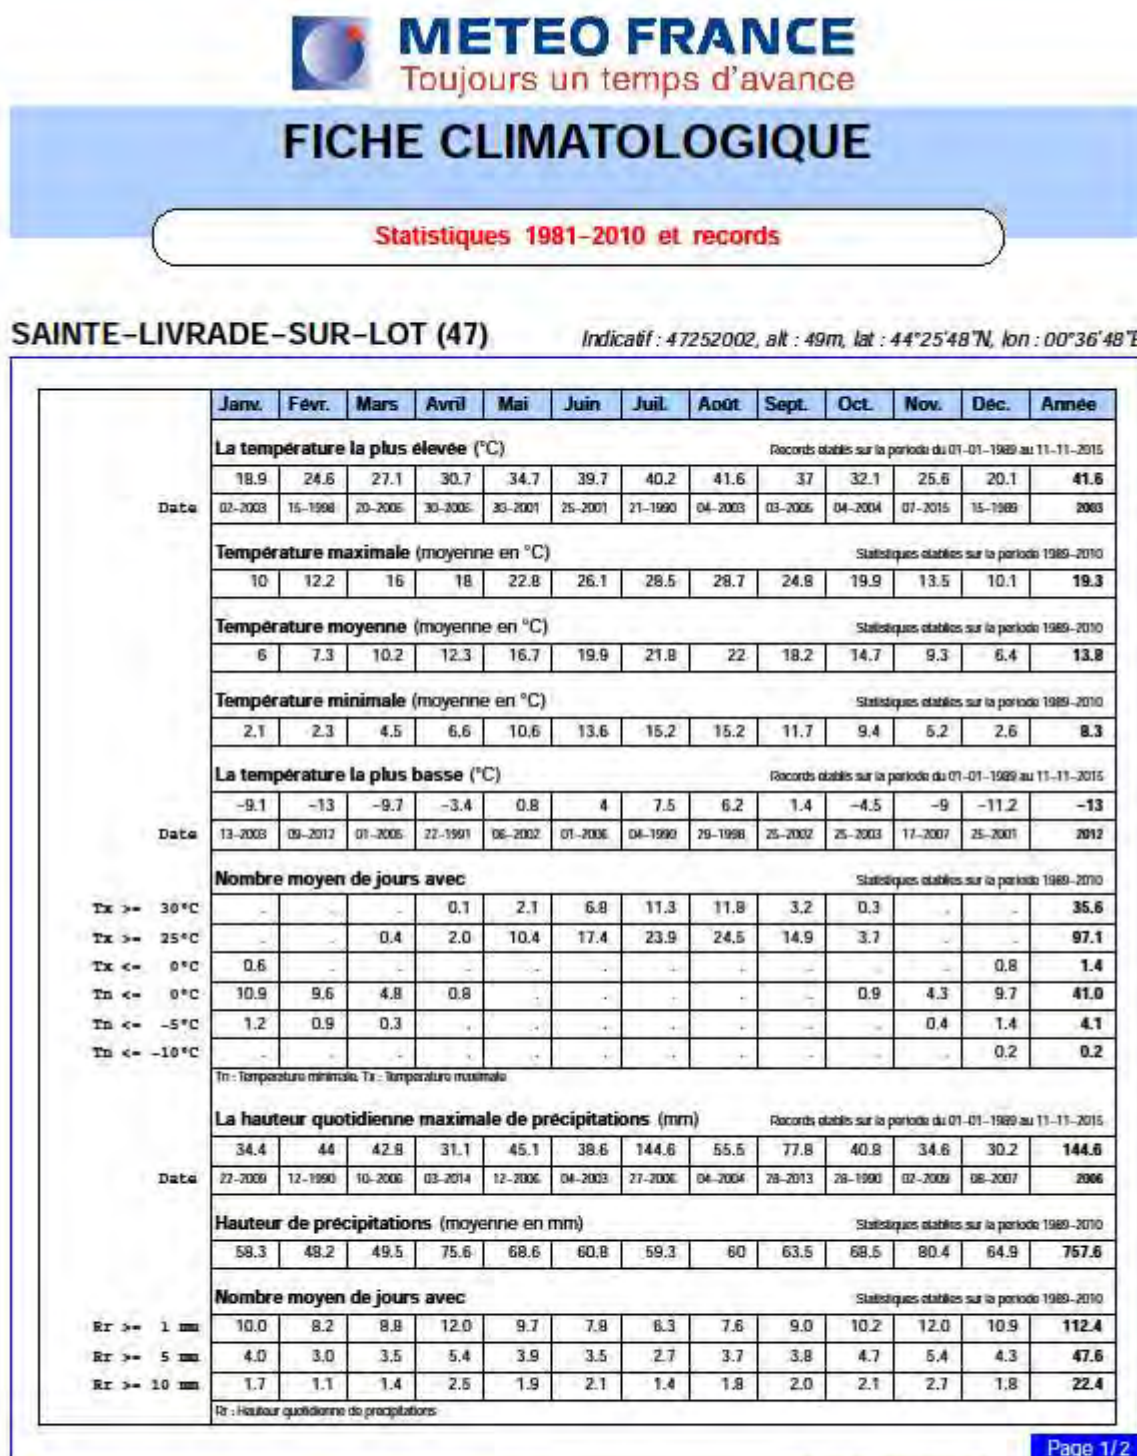 METEO FRANCE
Toujours un temps d'avance
FICHE CLIMATOLOGIQUE
Statistiques 1981–2010 et records
SAINTE–LIVRADE–SUR–LOT (47) Indicatif : 47252002, alt : 49m, lat : 44°25'48"N, lon : 00°36'48"E
Janv. Févr. Mars Avril Mai Juin Juil. Août Sept. Oct. Nov. Déc. Année
La température la plus élevée (°C) Records établis sur la période du 01–01–1989 au 11–11–2015
18.9 24.6 27.1 30.7 34.7 39.7 40.2 41.6 37 32.1 25.6 20.1 41.6
Date 02–2003 15–1998 20–2005 30–2005 30–2001 25–2001 21–1990 04–2003 03–2005 04–2004 07–2015 16–1989 2003
Température maximale (moyenne en °C) Statistiques établies sur la période 1989–2010
10 12.2 16 18 22.8 26.1 28.5 28.7 24.8 19.9 13.5 10.1 19.3
Température moyenne (moyenne en °C) Statistiques établies sur la période 1989–2010
6 7.3 10.2 12.3 16.7 19.9 21.8 22 18.2 14.7 9.3 6.4 13.8
Température minimale (moyenne en °C) Statistiques établies sur la période 1989–2010
2.1 2.3 4.5 6.6 10.6 13.6 15.2 15.2 11.7 9.4 5.2 2.6 8.3
La température la plus basse (°C) Records établis sur la période du 01–01–1989 au 11–11–2015
–9.1 –13 –9.7 –3.4 0.8 4 7.5 6.2 1.4 –4.5 –9 –11.2 –13
Date 13–2003 09–2012 01–2005 22–1991 06–2002 01–2006 04–1990 29–1998 25–2002 25–2003 17–2007 25–2001 2012
Nombre moyen de jours avec Statistiques établies sur la période 1989–2010
Tx >= 30°C . . . 0.1 2.1 6.8 11.3 11.8 3.2 0.3 . . 35.6
Tx >= 25°C . . 0.4 2.0 10.4 17.4 23.9 24.5 14.9 3.7 . . 97.1
Tx <= 0°C 0.6 . . . . . . . . . . 0.8 1.4
Tn <= 0°C 10.9 9.6 4.8 0.8 . . . . . 0.9 4.3 9.7 41.0
Tn <= –5°C 1.2 0.9 0.3 . . . . . . . 0.4 1.4 4.1
Tn <= –10°C . . . . . . . . . . . 0.2 0.2
Tn : Température minimale, Tx : Température maximale
La hauteur quotidienne maximale de précipitations (mm) Records établis sur la période du 01–01–1989 au 11–11–2015
34.4 44 42.8 31.1 45.1 38.6 144.6 55.5 77.8 40.8 34.6 30.2 144.6
Date 22–2009 12–1990 10–2006 03–2014 12–2006 04–2003 27–2006 04–2004 28–2013 28–1990 02–2009 08–2007 2006
Hauteur de précipitations (moyenne en mm) Statistiques établies sur la période 1989–2010
58.3 48.2 49.5 75.6 68.6 60.8 59.3 60 63.5 68.5 80.4 64.9 757.6
Nombre moyen de jours avec Statistiques établies sur la période 1989–2010
Rr >= 1 mm 10.0 8.2 8.8 12.0 9.7 7.8 6.3 7.6 9.0 10.2 12.0 10.9 112.4
Rr >= 5 mm 4.0 3.0 3.5 5.4 3.9 3.5 2.7 3.7 3.8 4.7 5.4 4.3 47.6
Rr >= 10 mm 1.7 1.1 1.4 2.5 1.9 2.1 1.4 1.8 2.0 2.1 2.7 1.8 22.4
Rr : Hauteur quotidienne de précipitations
Page 1/2